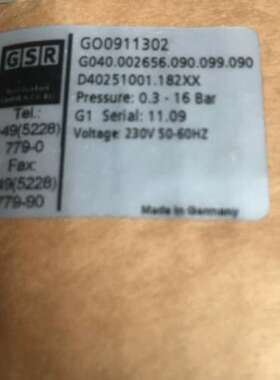 GSR
Tel.:
49(5228)
779-0
Fax:
49(5228)
779-90
GO0911302
G040.002656.090.099.090
D40251001.182XX
Pressure: 0.3 - 16 Bar
G1 Serial: 11.09
Voltage: 230V 50-60HZ
Made in Germany